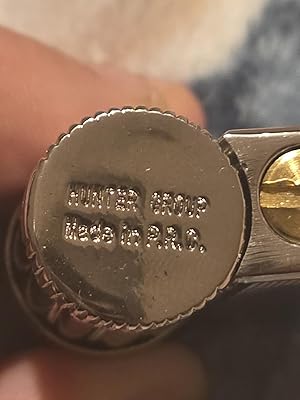 HUNTER GROUP
Made in P.R.C.